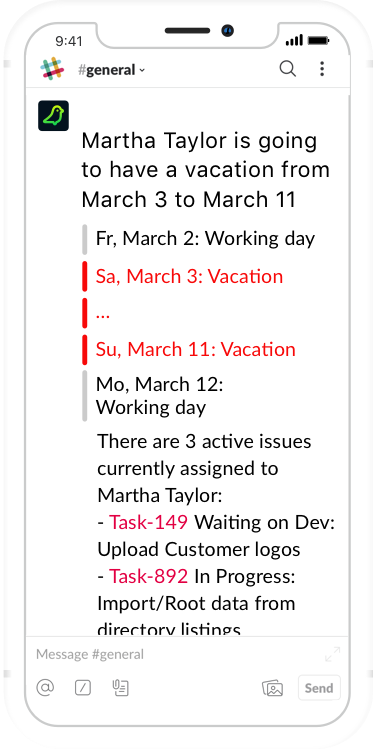 9:41
#general
Martha Taylor is going
to have a vacation from
March 3 to March 11
Fr, March 2: Working day
Sa, March 3: Vacation
...
Su, March 11: Vacation
Mo, March 12:
Working day
There are 3 active issues
currently assigned to
Martha Taylor:
- Task-149 Waiting on Dev:
Upload Customer logos
- Task-892 In Progress:
Import/Root data from
directory listings
Message #general
Send